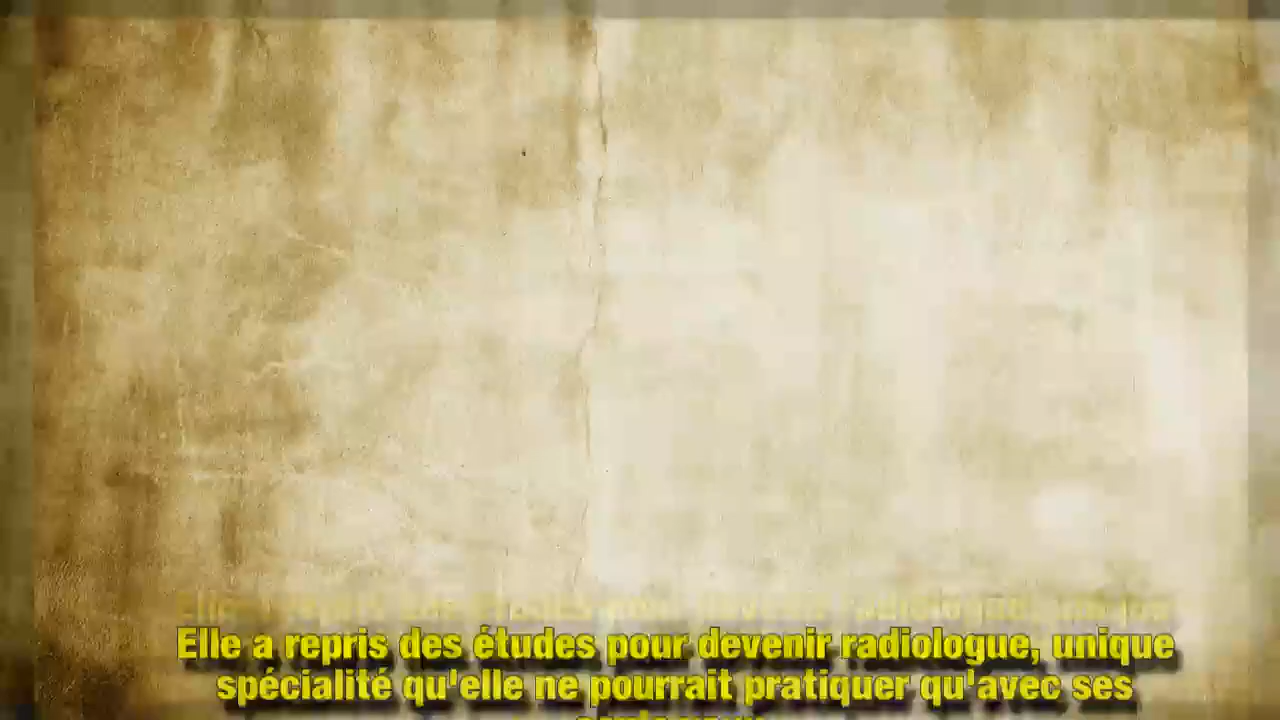 Elle a repris des études pour devenir radiologue, unique
spécialité qu'elle ne pourrait pratiquer qu'avec ses